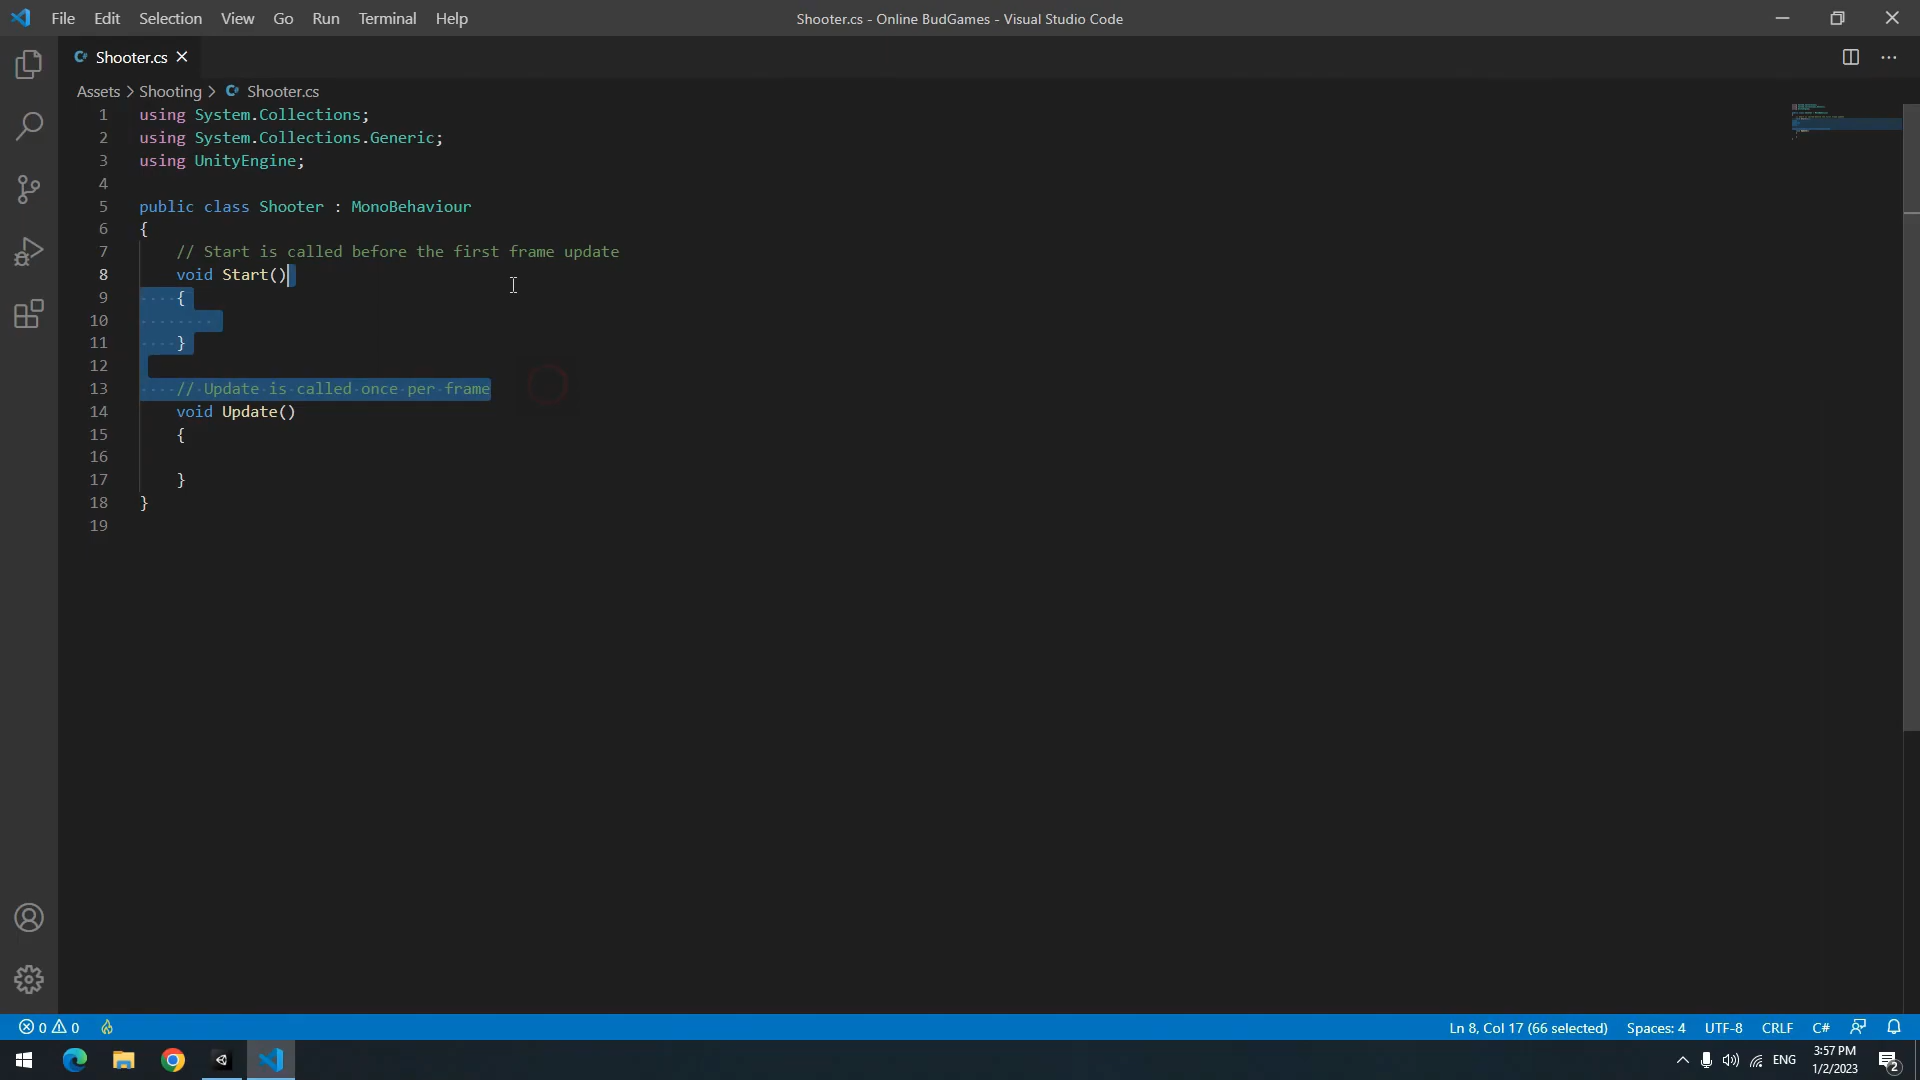 File Edit Selection View Go Run Terminal Help
Shooter.cs - Online BudGames - Visual Studio Code
Shooter.cs
Assets > Shooting > Shooter.cs
1 using System.Collections;
2 using System.Collections.Generic;
3 using UnityEngine;
4
5 public class Shooter : MonoBehaviour
6 {
7 // Start is called before the first frame update
8 void Start()
9 {
10
11 }
12
13 // Update is called once per frame
14 void Update()
15 {
16
17 }
18 }
19
0 0
Ln 8, Col 17 (66 selected) Spaces: 4 UTF-8 CRLF C#
ENG
3:57 PM
1/2/2023
2